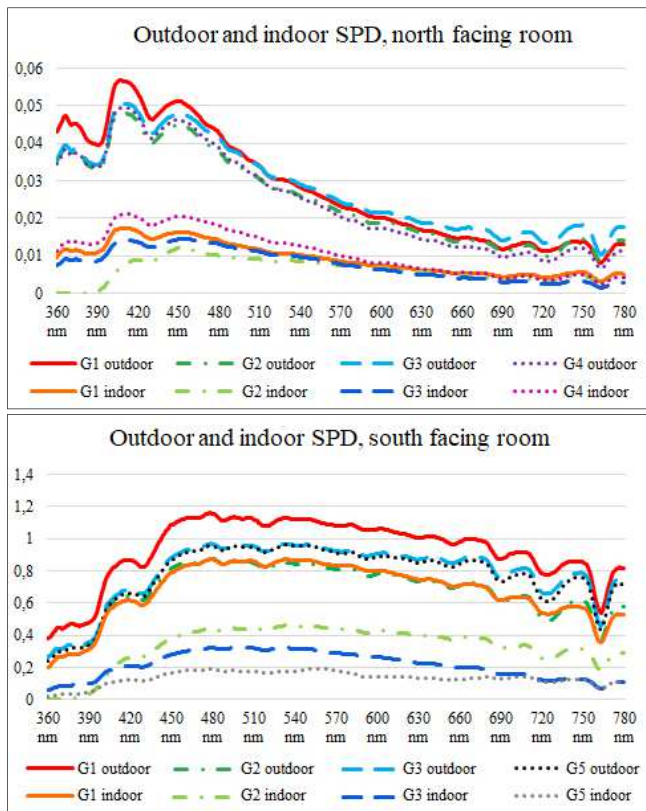 Outdoor and indoor SPD, north facing room
0,06
0,05
0,04
0,03
0,02
0,01
0
360 390 420 450 480 510 540 570 600 630 660 690 720 750 780
nm nm nm nm nm nm nm nm nm nm nm nm nm nm nm
G1 outdoor G2 outdoor G3 outdoor G4 outdoor
G1 indoor G2 indoor G3 indoor G4 indoor
Outdoor and indoor SPD, south facing room
1,4
1,2
1
0,8
0,6
0,4
0,2
0
360 390 420 450 480 510 540 570 600 630 660 690 720 750 780
nm nm nm nm nm nm nm nm nm nm nm nm nm nm nm
G1 outdoor G2 outdoor G3 outdoor G5 outdoor
G1 indoor G2 indoor G3 indoor G5 indoor